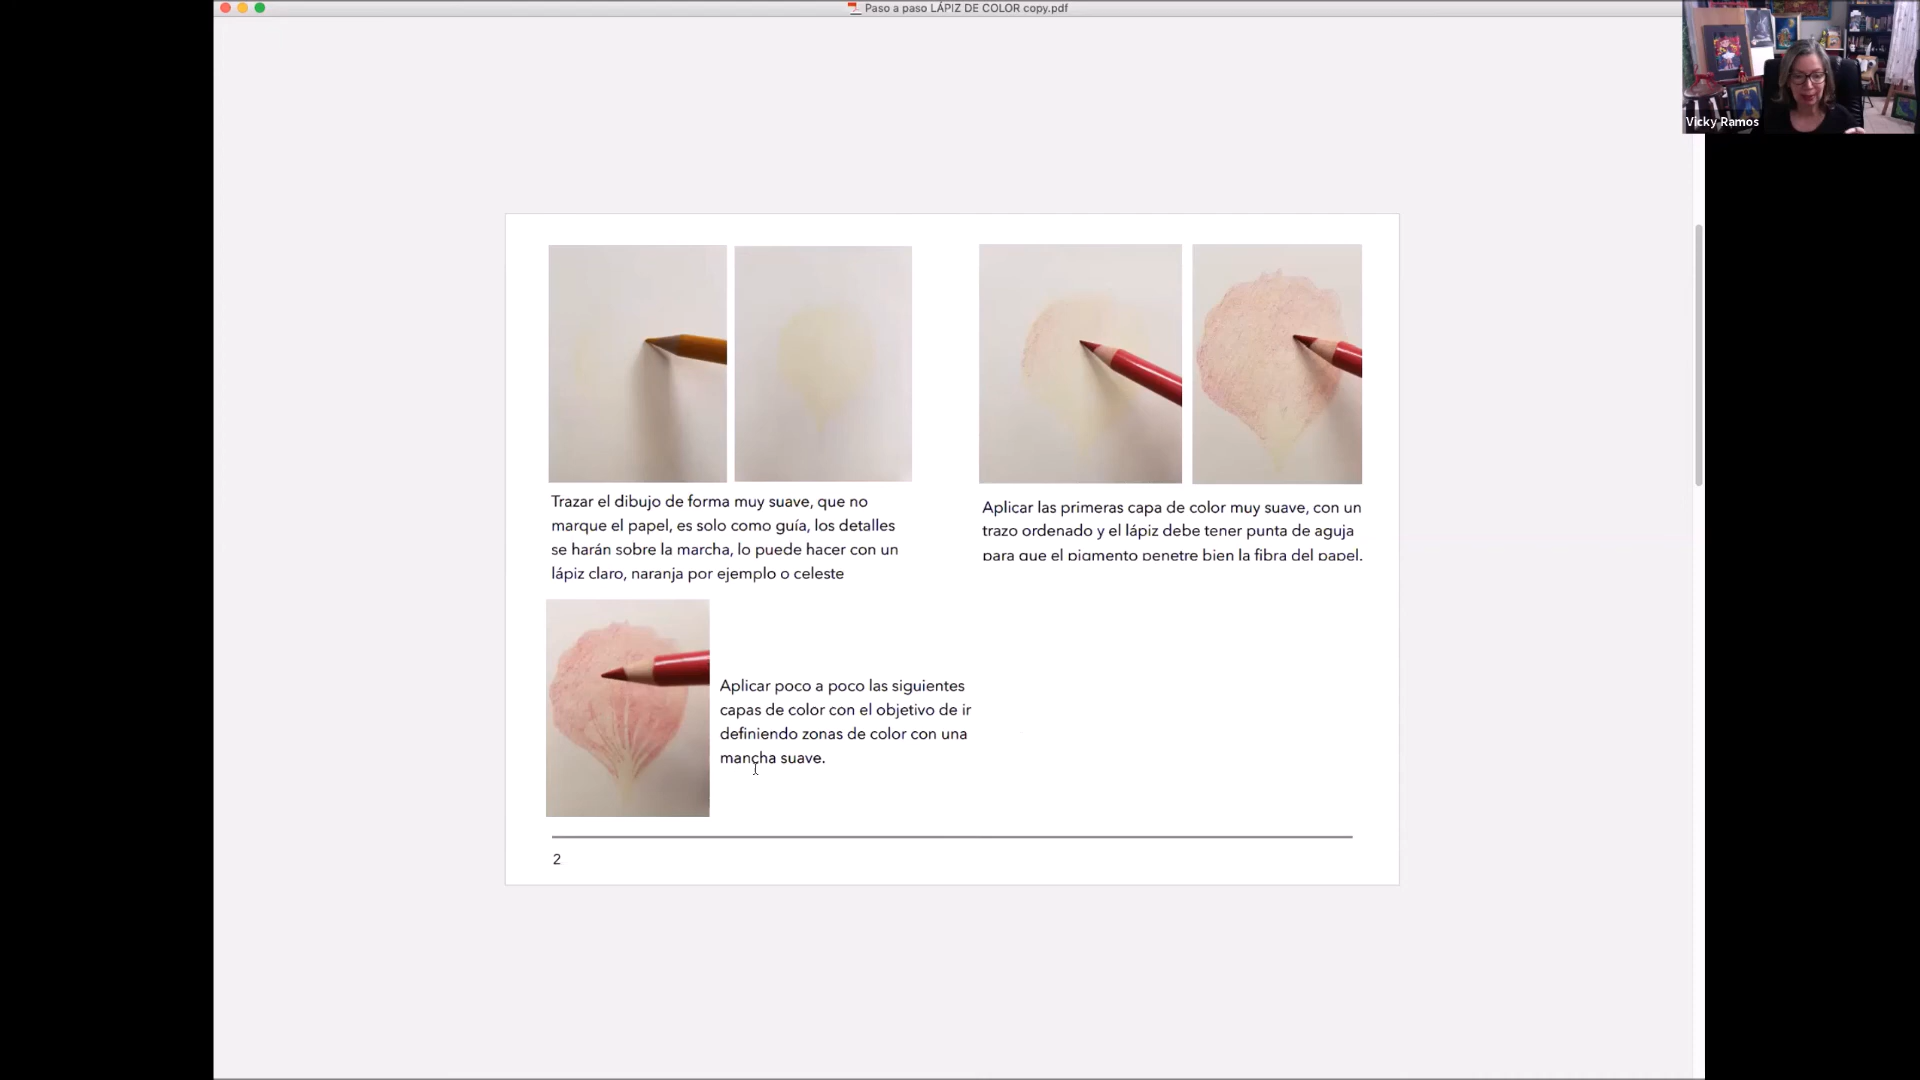 Paso a paso LÁPIZ DE COLOR copy.pdf
Vicky Ramos
Trazar el dibujo de forma muy suave, que no
marque el papel, es solo como guía, los detalles
se harán sobre la marcha, lo puede hacer con un
lápiz claro, naranja por ejemplo o celeste
Aplicar las primeras capa de color muy suave, con un
trazo ordenado y el lápiz debe tener punta de aguja
para que el pigmento penetre bien la fibra del papel.
Aplicar poco a poco las siguientes
capas de color con el objetivo de ir
definiendo zonas de color con una
mancha suave.
2